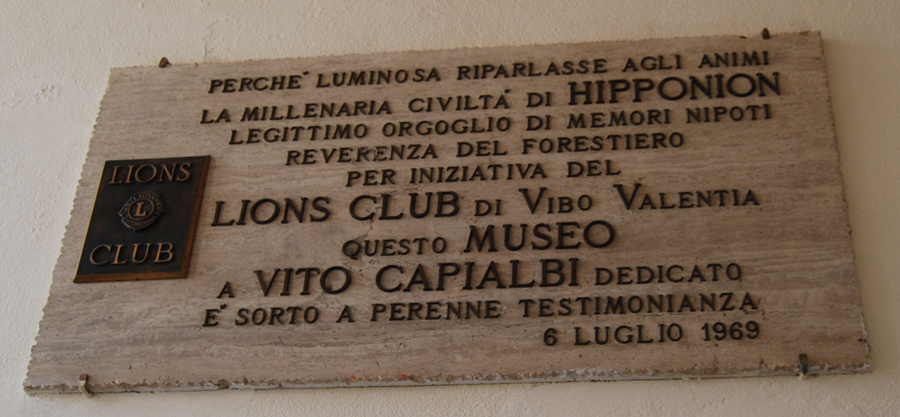 PERCHE' LUMINOSA RIPARLASSE AGLI ANIMI
LA MILLENARIA CIVILTA' DI HIPPONION
LEGITTIMO ORGOGLIO DI MEMORI NIPOTI
REVERENZA DEL FORESTIERO
PER INIZIATIVA DEL
LIONS CLUB DI VIBO VALENTIA
QUESTO MUSEO
A VITO CAPIALBI DEDICATO
E' SORTO A PERENNE TESTIMONIANZA
6 LUGLIO 1969
LIONS
L
CLUB